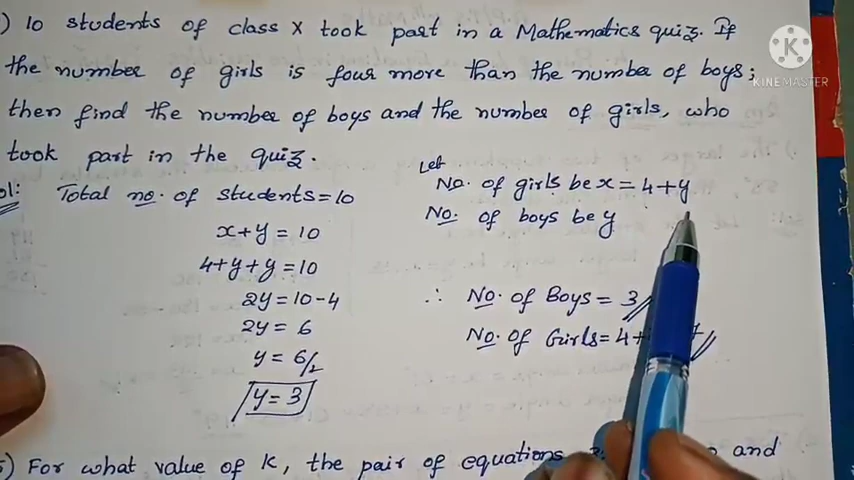 ) 10 students of class X took part in a Mathematics quiz. If
the number of girls is four more than the number of boys;
then find the number of boys and the number of girls, who
took part in the quiz.
ol:
Total no. of students = 10
x+y = 10
4+y+y = 10
2y = 10-4
2y = 6
y = 6/2
y = 3
Let
No. of girls be x = 4+y
No. of boys be y
∴ No. of Boys = 3
No. of Girls = 4+
) For what value of k, the pair of equations and
KINEMASTER